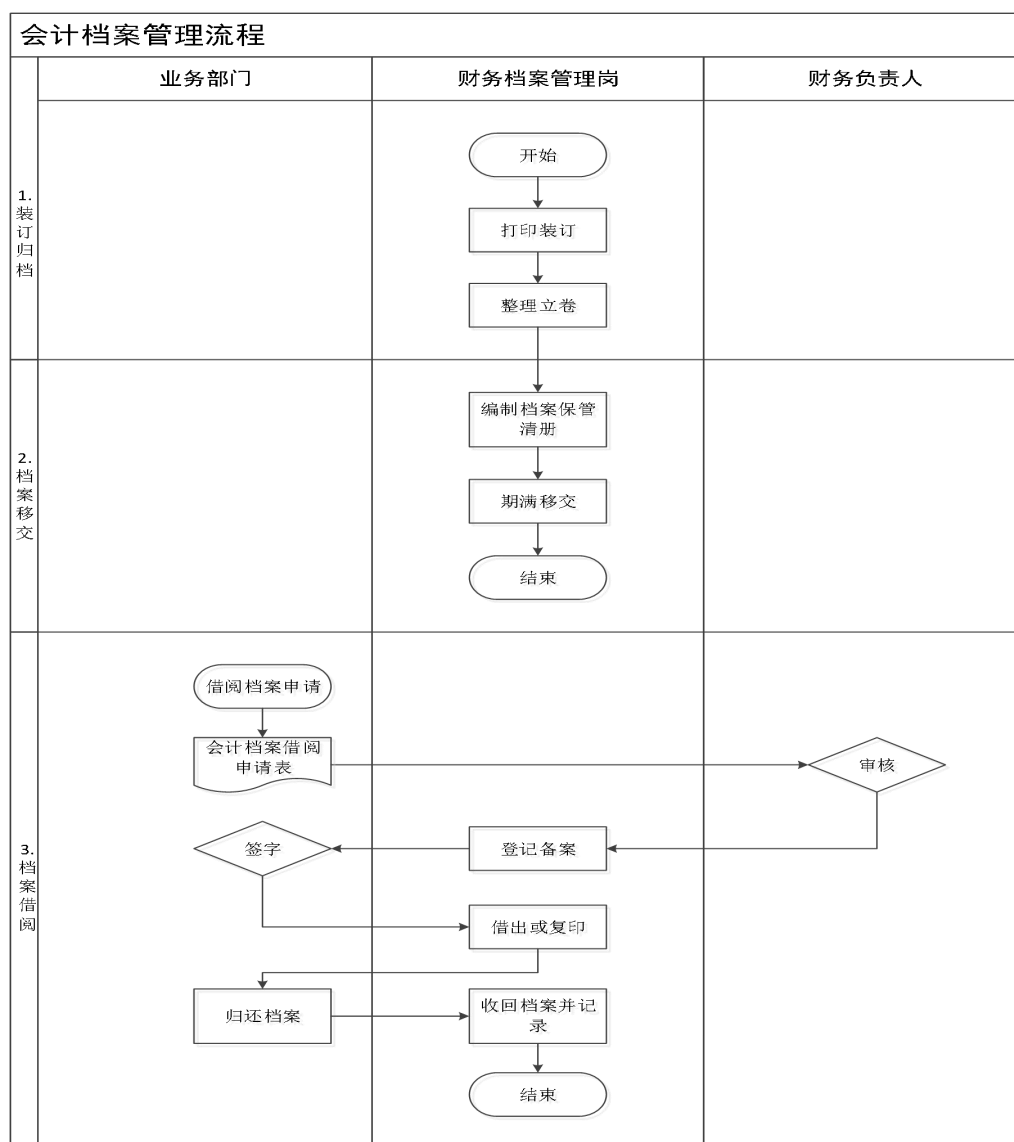 会计档案管理流程
业务部门
财务档案管理岗
财务负责人
1.
装
订
归
档
开始
打印装订
整理立卷
2.
档
案
移
交
编制档案保管
清册
期满移交
结束
3.
档
案
借
阅
借阅档案申请
会计档案借阅
申请表
审核
签字
登记备案
借出或复印
归还档案
收回档案并记
录
结束